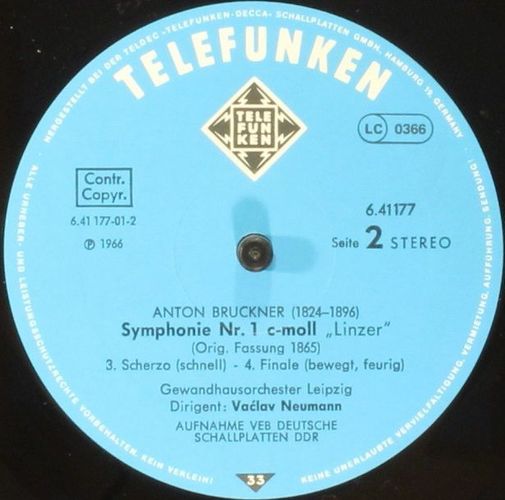 HERGESTELLT BEI DER TELDEC »TELEFUNKEN-DECCA« SCHALLPLATTEN GMBH, HAMBURG 19, GERMANY
TELEFUNKEN
TELE
FUN
KEN
LC 0366
Contr.
Copyr.
6.41 177-01-2
Ⓟ 1966
6.41177
Seite 2 STEREO
ANTON BRUCKNER (1824–1896)
Symphonie Nr. 1 c-moll „Linzer”
(Orig. Fassung 1865)
3. Scherzo (schnell) - 4. Finale (bewegt, feurig)
Gewandhausorchester Leipzig
Dirigent: Vaćlav Neumann
AUFNAHME VEB DEUTSCHE
SCHALLPLATTEN DDR
33
ALLE URHEBER- UND LEISTUNGSSCHUTZRECHTE VORBEHALTEN. KEIN VERLEIH!
KEINE UNERLAUBTE VERVIELFÄLTIGUNG, VERMIETUNG, AUFFÜHRUNG, SENDUNG!